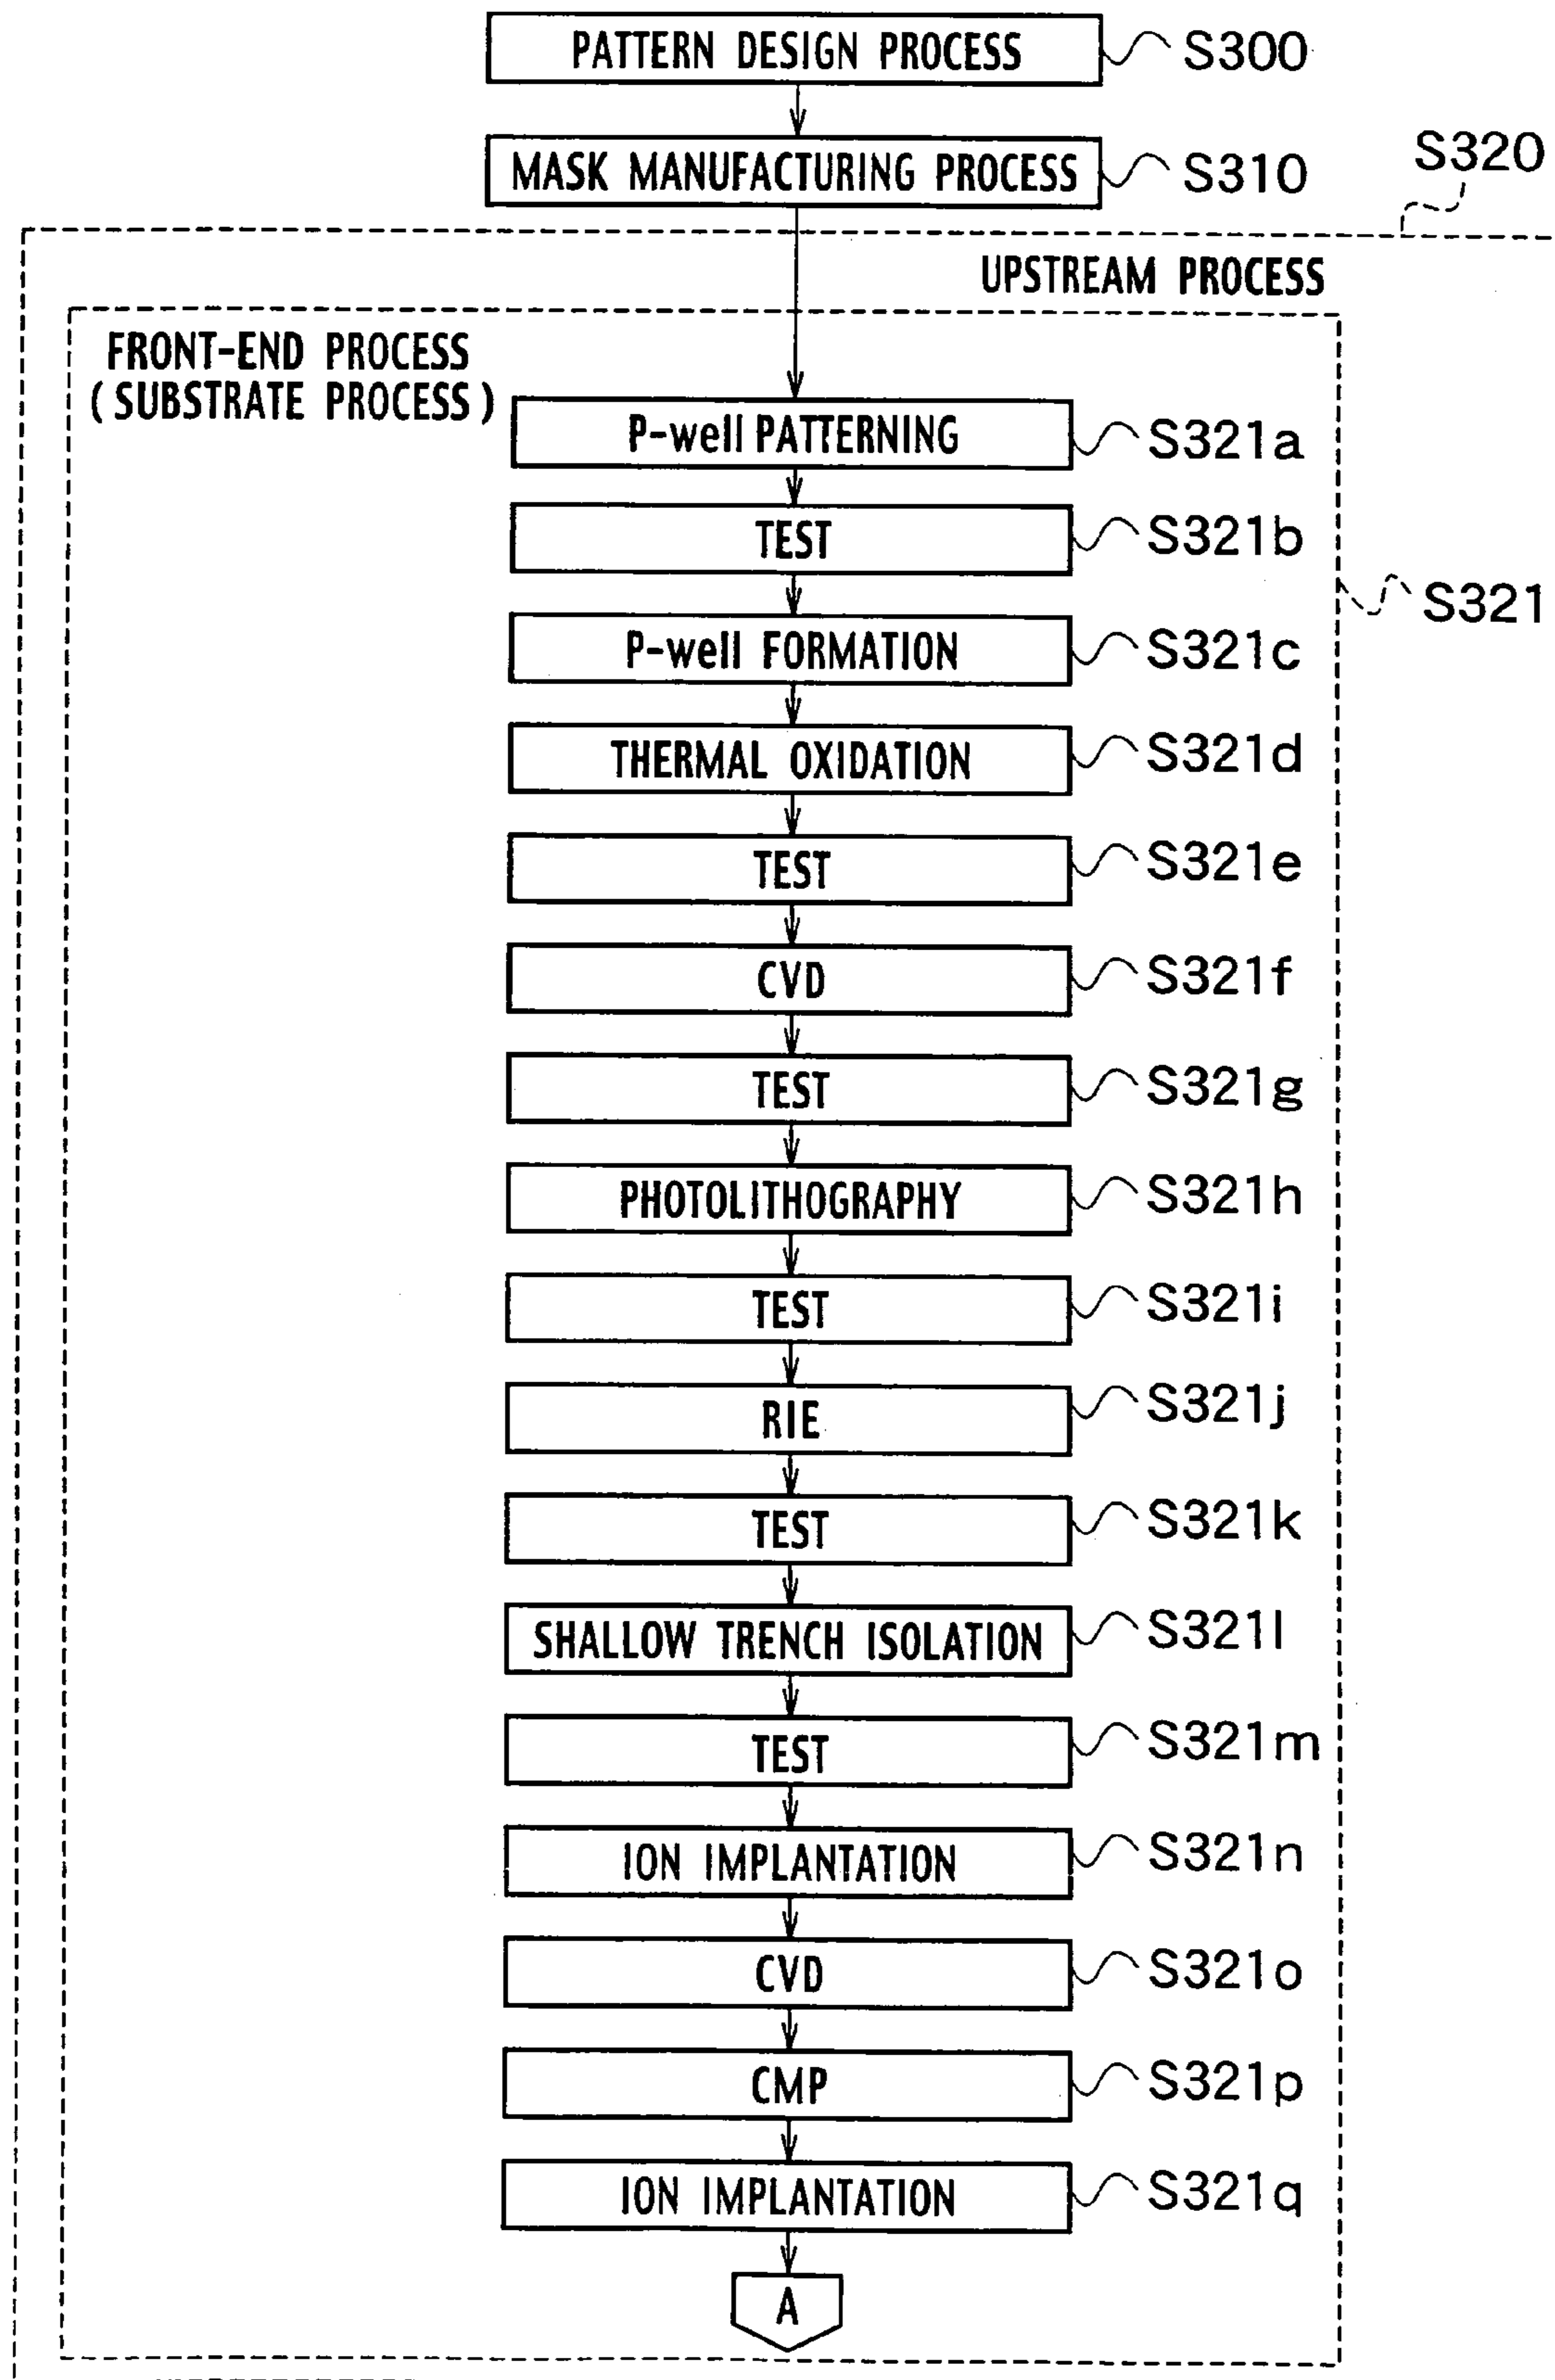 PATTERN DESIGN PROCESS S300
MASK MANUFACTURING PROCESS S310
S320
UPSTREAM PROCESS
FRONT-END PROCESS
(SUBSTRATE PROCESS)
P-well PATTERNING S321a
TEST S321b
S321
P-well FORMATION S321c
THERMAL OXIDATION S321d
TEST S321e
CVD S321f
TEST S321g
PHOTOLITHOGRAPHY S321h
TEST S321i
RIE S321j
TEST S321k
SHALLOW TRENCH ISOLATION S321l
TEST S321m
ION IMPLANTATION S321n
CVD S321o
CMP S321p
ION IMPLANTATION S321q
A